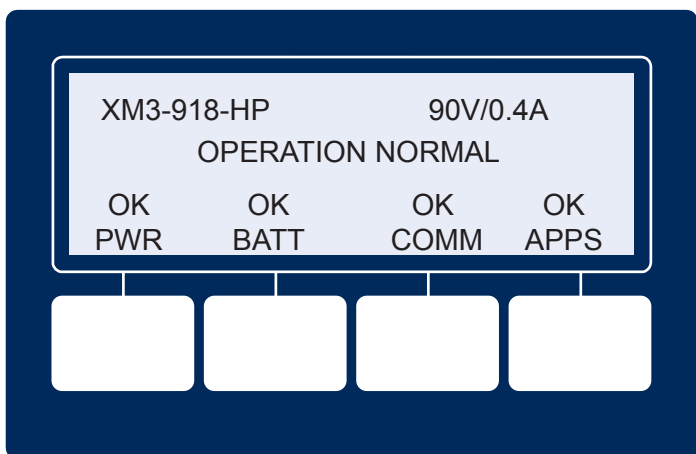 XM3-918-HP 90V/0.4A
OPERATION NORMAL
OK OK OK OK
PWR BATT COMM APPS